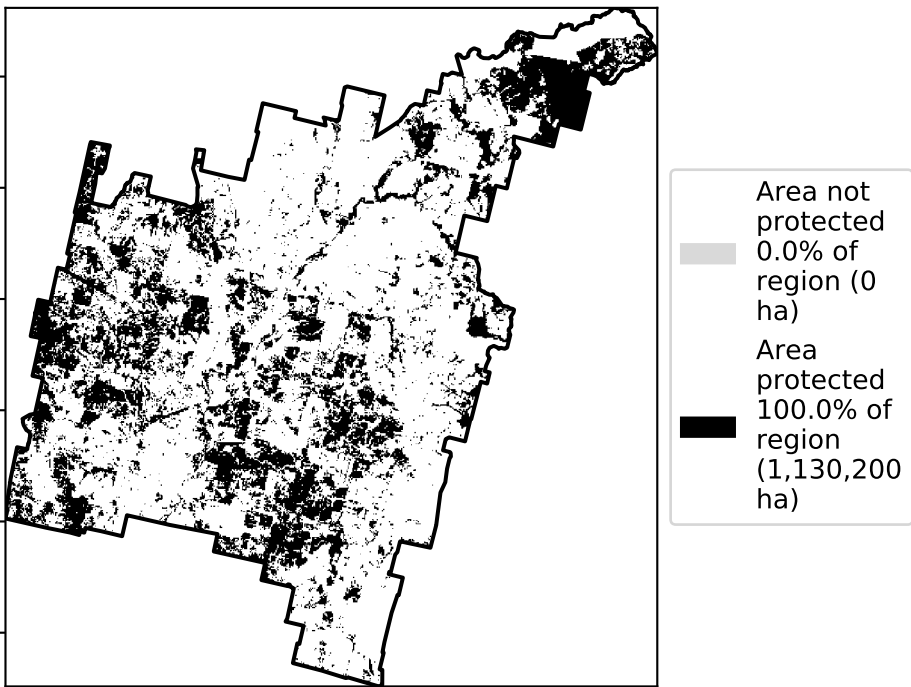 Area not
protected
0.0% of
region (0
ha)
Area
protected
100.0% of
region
(1,130,200
ha)